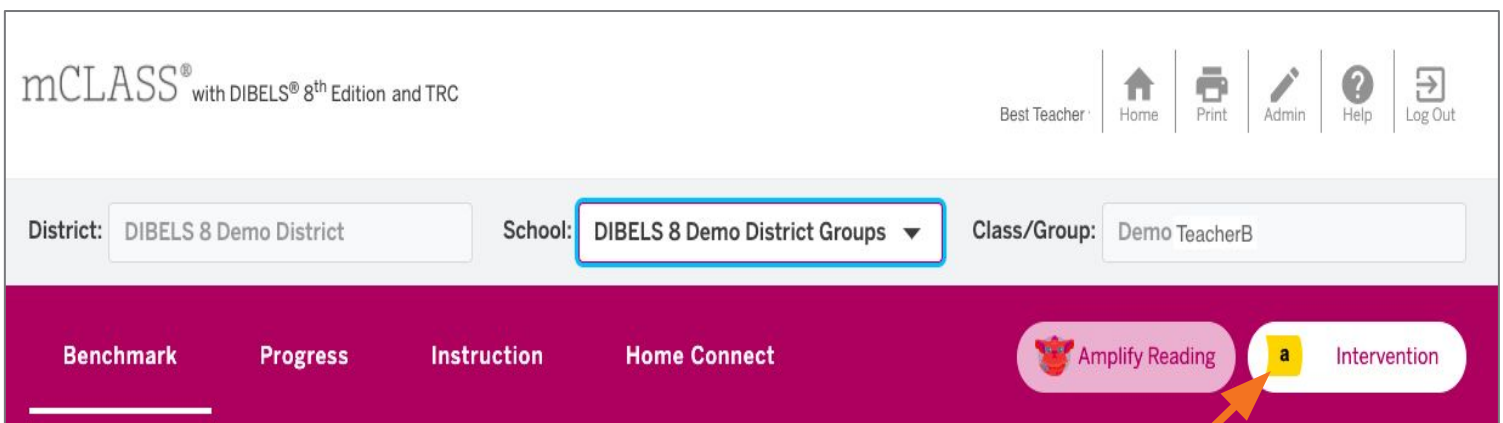 mCLASS® with DIBELS® 8th Edition and TRC
Best Teacher
Home
Print
Admin
Help
Log Out
District: DIBELS 8 Demo District School: DIBELS 8 Demo District Groups Class/Group: Demo TeacherB
Benchmark Progress Instruction Home Connect Amplify Reading a Intervention